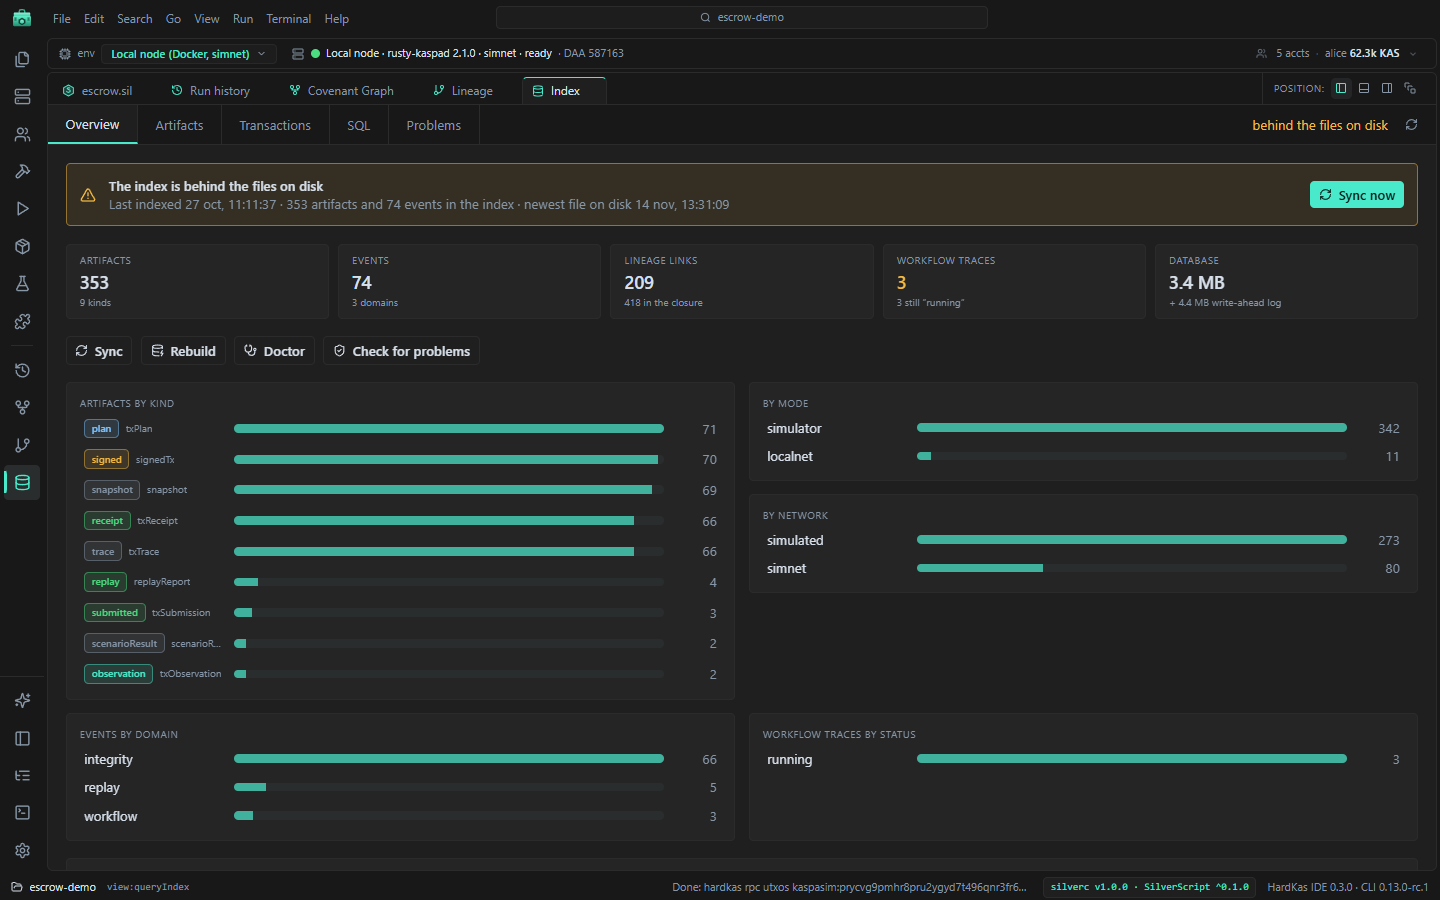 File Edit Search Go View Run Terminal Help
escrow-demo
env Local node (Docker, simnet) Local node · rusty-kaspad 2.1.0 · simnet · ready · DAA 587163 5 accts · alice 62.3k KAS
escrow.sil Run history Covenant Graph Lineage Index POSITION:
Overview Artifacts Transactions SQL Problems behind the files on disk
The index is behind the files on disk
Last indexed 27 oct, 11:11:37 · 353 artifacts and 74 events in the index · newest file on disk 14 nov, 13:31:09
Sync now
ARTIFACTS
353
9 kinds
EVENTS
74
3 domains
LINEAGE LINKS
209
418 in the closure
WORKFLOW TRACES
3
3 still "running"
DATABASE
3.4 MB
+ 4.4 MB write-ahead log
Sync Rebuild Doctor Check for problems
ARTIFACTS BY KIND
plan txPlan 71
signed signedTx 70
snapshot snapshot 69
receipt txReceipt 66
trace txTrace 66
replay replayReport 4
submitted txSubmission 3
scenarioResult scenarioR... 2
observation txObservation 2
BY MODE
simulator 342
localnet 11
BY NETWORK
simulated 273
simnet 80
EVENTS BY DOMAIN
integrity 66
replay 5
workflow 3
WORKFLOW TRACES BY STATUS
running 3
escrow-demo view:queryIndex Done: hardkas rpc utxos kaspasim:prycvg9pmhr8pru2ygyd7t496qnr3fr6... silverc v1.0.0 · SilverScript ^0.1.0 HardKas IDE 0.3.0 · CLI 0.13.0-rc.1